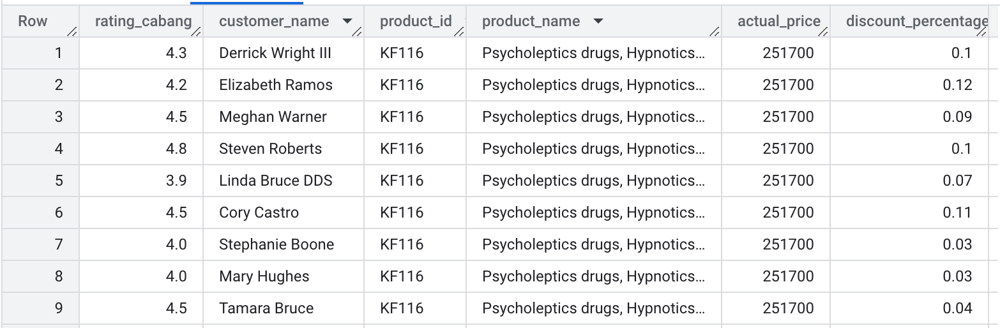 Row rating_cabang customer_name product_id product_name actual_price discount_percentage
1 4.3 Derrick Wright III KF116 Psycholeptics drugs, Hypnotics... 251700 0.1
2 4.2 Elizabeth Ramos KF116 Psycholeptics drugs, Hypnotics... 251700 0.12
3 4.5 Meghan Warner KF116 Psycholeptics drugs, Hypnotics... 251700 0.09
4 4.8 Steven Roberts KF116 Psycholeptics drugs, Hypnotics... 251700 0.1
5 3.9 Linda Bruce DDS KF116 Psycholeptics drugs, Hypnotics... 251700 0.07
6 4.5 Cory Castro KF116 Psycholeptics drugs, Hypnotics... 251700 0.11
7 4.0 Stephanie Boone KF116 Psycholeptics drugs, Hypnotics... 251700 0.03
8 4.0 Mary Hughes KF116 Psycholeptics drugs, Hypnotics... 251700 0.03
9 4.5 Tamara Bruce KF116 Psycholeptics drugs, Hypnotics... 251700 0.04